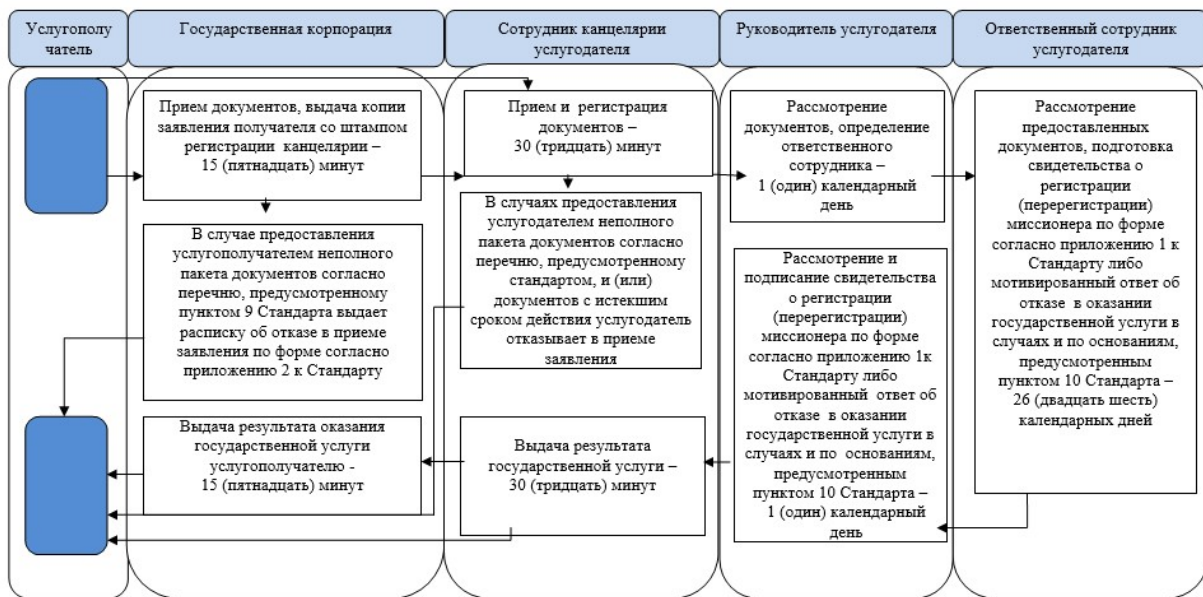 Услугополу
чатель
Государственная корпорация
Сотрудник канцелярии
услугодателя
Руководитель услугодателя
Ответственный сотрудник
услугодателя
Прием документов, выдача копии
заявления получателя со штампом
регистрации канцелярии –
15 (пятнадцать) минут
Прием и регистрация
документов –
30 (тридцать) минут
Рассмотрение
документов, определение
ответственного
сотрудника –
1 (один) календарный
день
Рассмотрение
предоставленных
документов, подготовка
свидетельства о
регистрации
(перерегистрации)
миссионера по форме
согласно приложению 1 к
Стандарту либо
мотивированный ответ об
отказе в оказании
государственной услуги в
случаях и по основаниям,
предусмотренным
пунктом 10 Стандарта –
26 (двадцать шесть)
календарных дней
В случае предоставления
услугополучателем неполного
пакета документов согласно
перечню, предусмотренному
пунктом 9 Стандарта выдает
расписку об отказе в приеме
заявления по форме согласно
приложению 2 к Стандарту
В случаях предоставления
услугодателем неполного
пакета документов согласно
перечню, предусмотренному
стандартом, и (или)
документов с истекшим
сроком действия услугодатель
отказывает в приеме
заявления
Рассмотрение и
подписание свидетельства
о регистрации
(перерегистрации)
миссионера по форме
согласно приложению 1к
Стандарту либо
мотивированный ответ об
отказе в оказании
государственной услуги в
случаях и по основаниям,
предусмотренным
пунктом 10 Стандарта –
1 (один) календарный
день
Выдача результата оказания
государственной услуги
услугополучателю -
15 (пятнадцать) минут
Выдача результата
государственной услуги –
30 (тридцать) минут